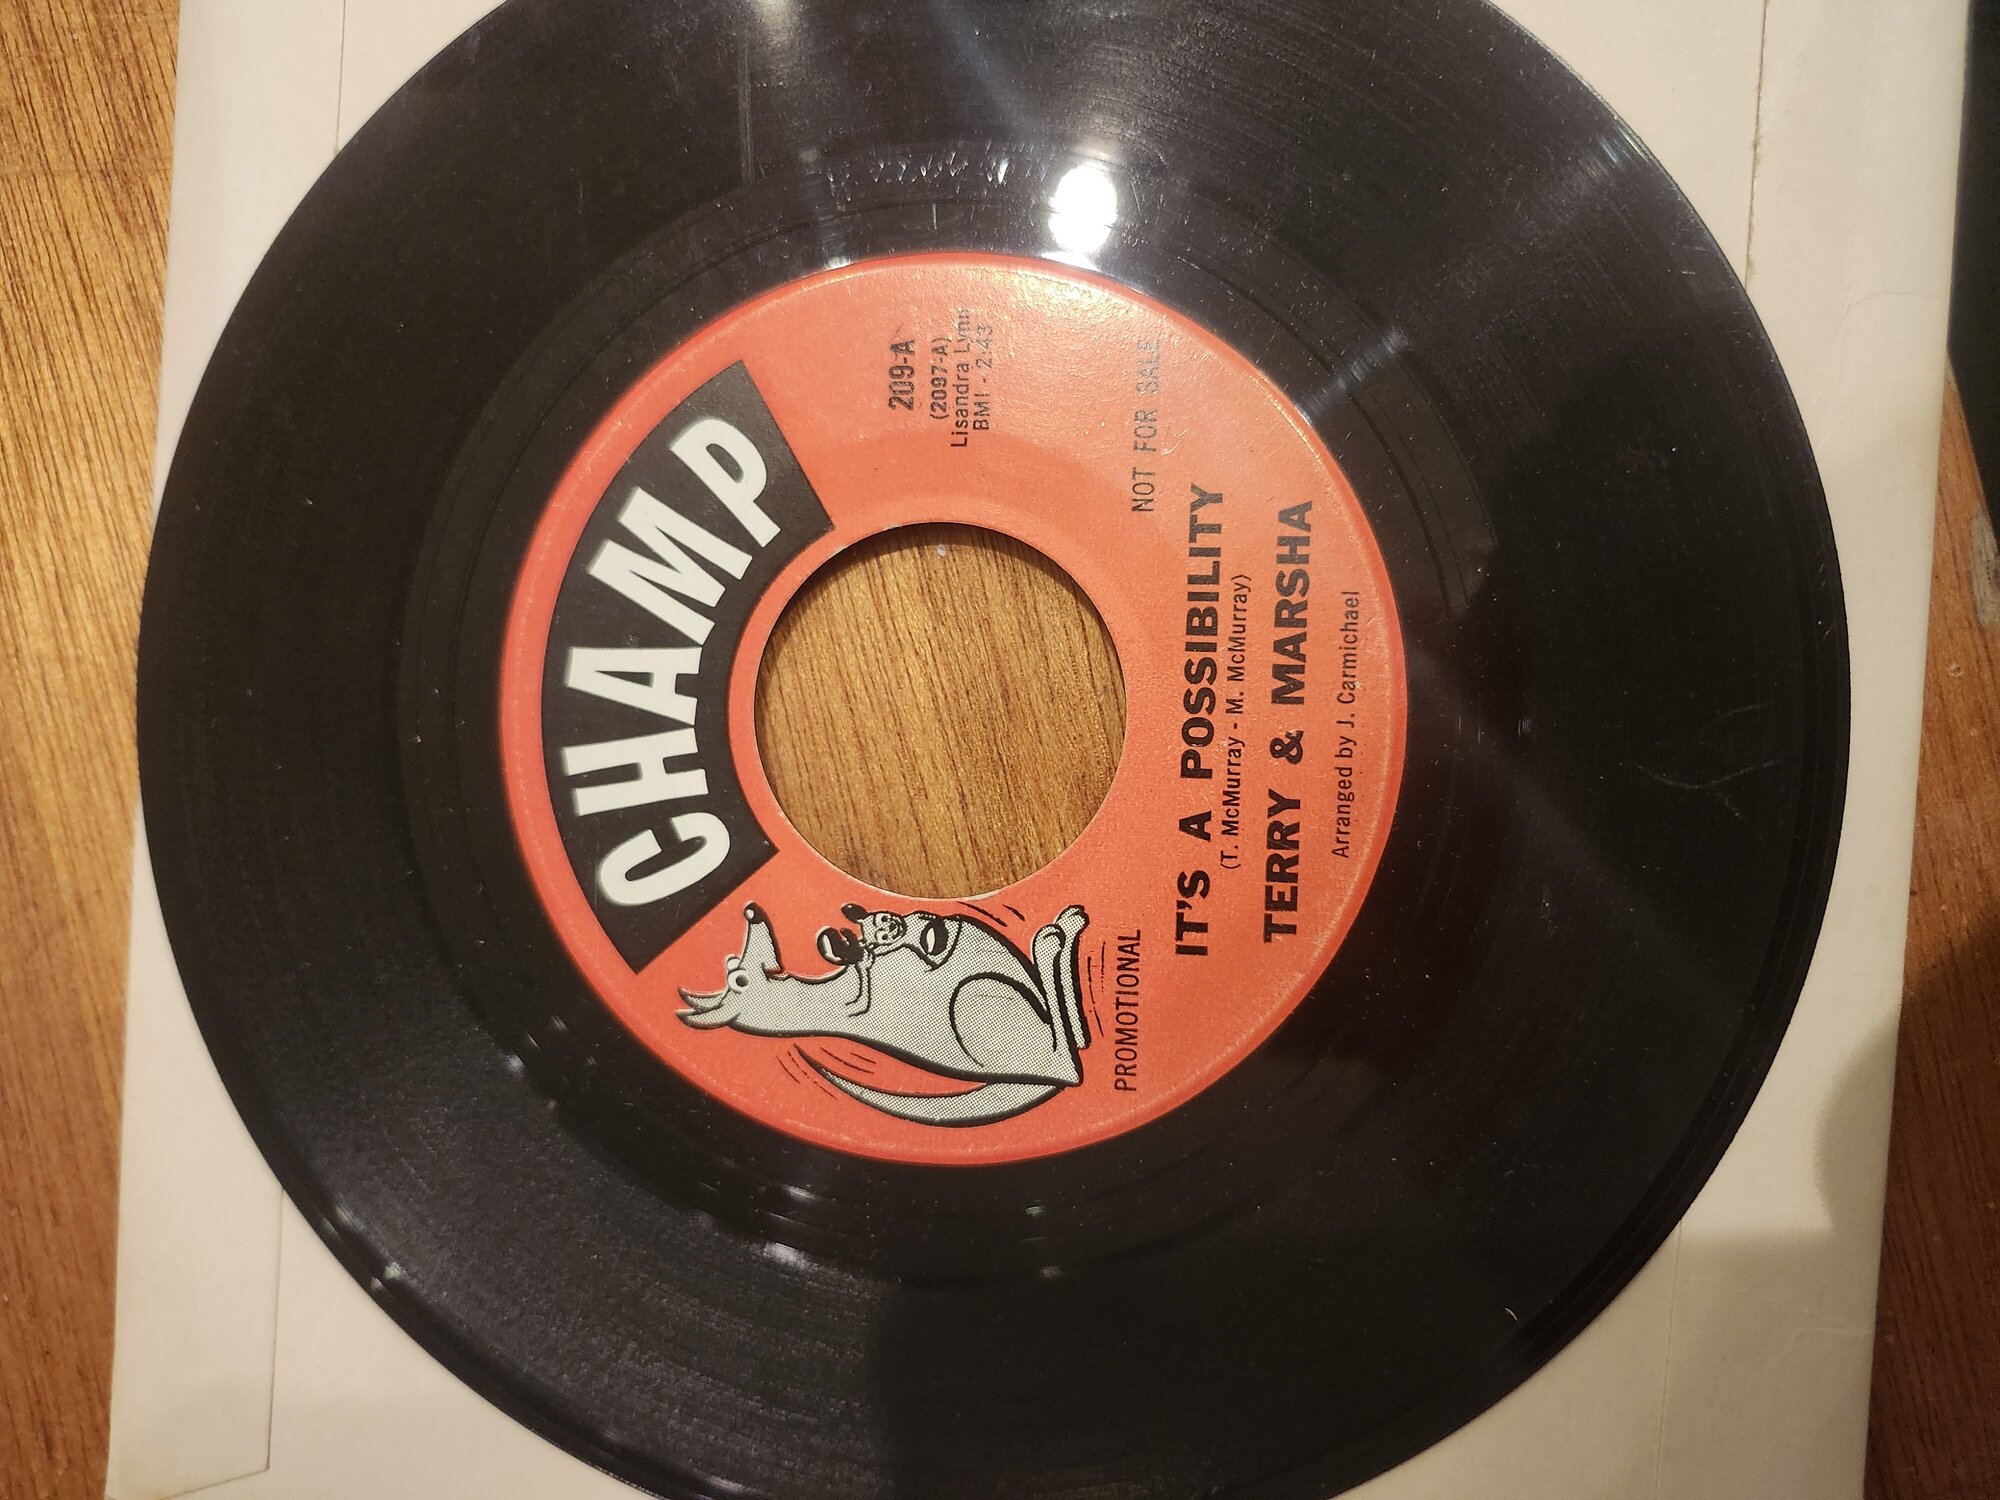 CHAMP
209-A
(2097-A)
Lisandra Lynn
BMI - 2:43
PROMOTIONAL
NOT FOR SALE
IT'S A POSSIBILITY
(T. McMurray - M. McMurray)
TERRY & MARSHA
Arranged by J. Carmichael